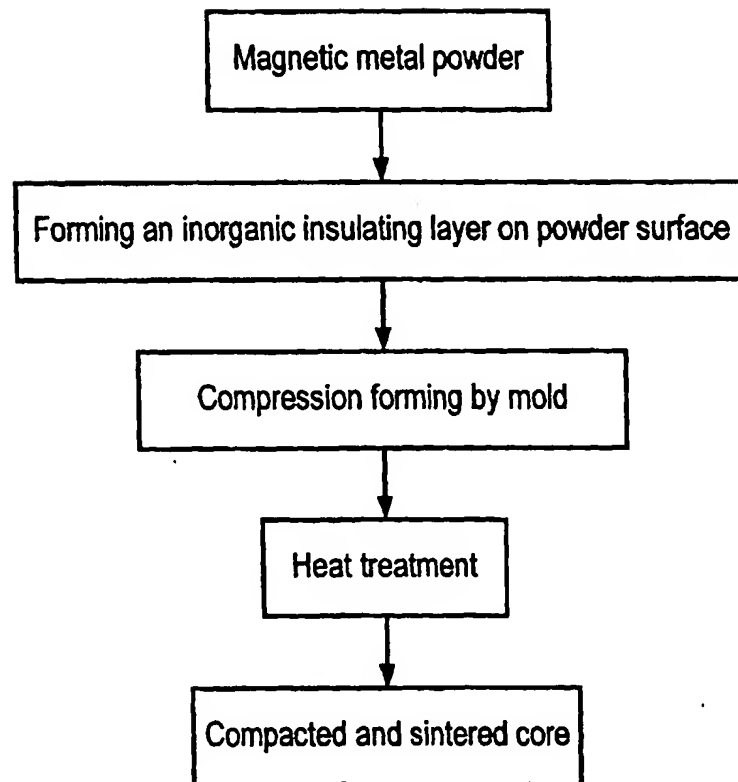 Magnetic metal powder
Forming an inorganic insulating layer on powder surface
Compression forming by mold
Heat treatment
Compacted and sintered core